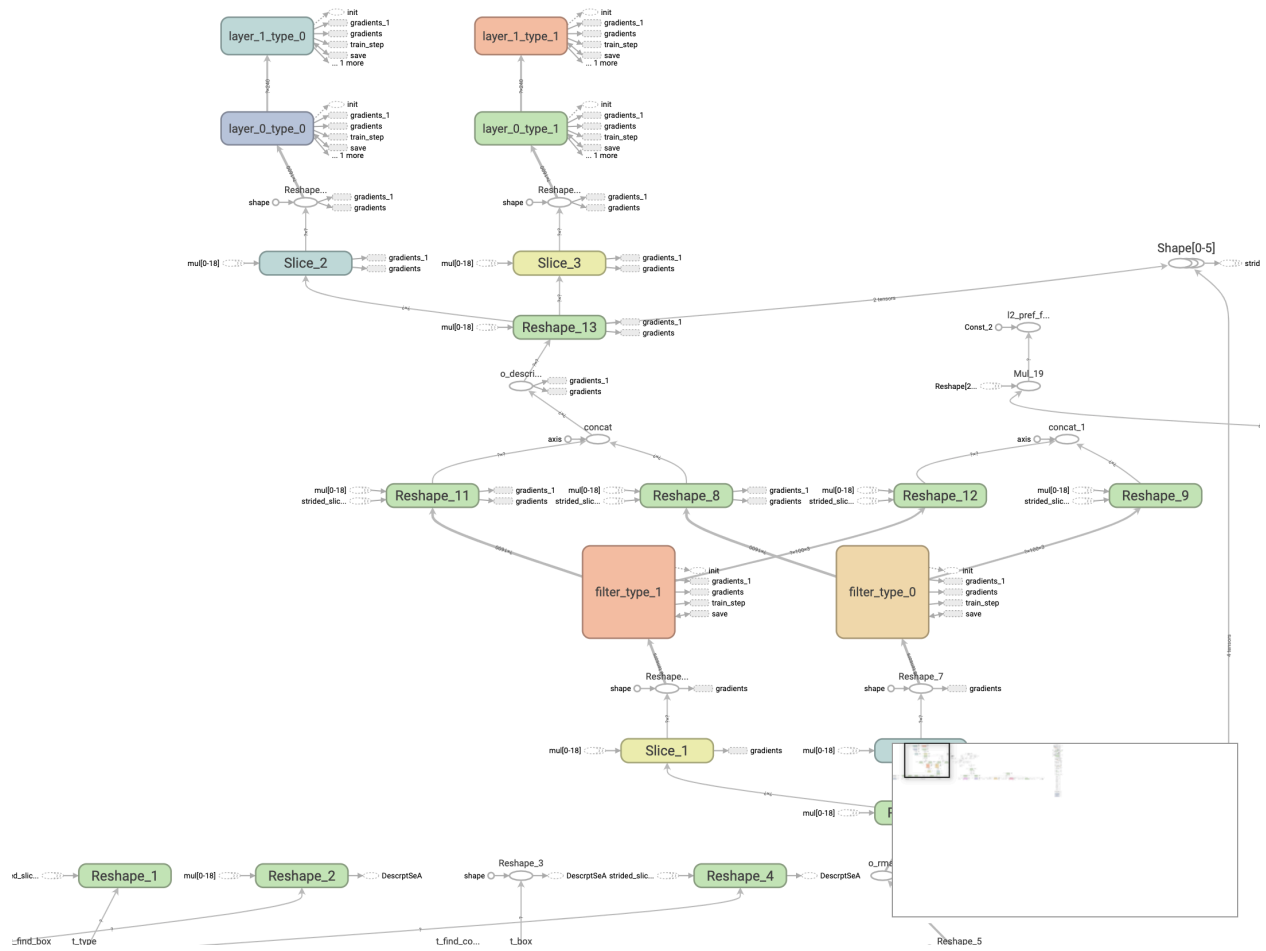 init
gradients_1
layer_1_type_0
gradients
train_step
save
... 1 more
init
gradients_1
layer_1_type_1
gradients
train_step
save
... 1 more
init
gradients_1
layer_0_type_0
gradients
train_step
save
... 1 more
init
gradients_1
layer_0_type_1
gradients
train_step
save
... 1 more
Reshape...
shape
gradients_1
gradients
Reshape...
shape
gradients_1
gradients
Shape[0-5]
mul[0-18]
Slice_2
gradients_1
gradients
mul[0-18]
Slice_3
gradients_1
gradients
strid
2 tensors
mul[0-18]
Reshape_13
gradients_1
gradients
l2_pref_f...
Const_2
o_descri...
gradients_1
gradients
Mul_19
Reshape[2...
concat
axis
concat_1
axis
mul[0-18]
strided_slic...
Reshape_11
gradients_1
gradients
mul[0-18]
strided_slic...
Reshape_8
gradients_1
gradients
mul[0-18]
strided_slic...
Reshape_12
mul[0-18]
strided_slic...
Reshape_9
filter_type_1
init
gradients_1
gradients
train_step
save
filter_type_0
init
gradients_1
gradients
train_step
save
4 tensors
Reshape...
shape
gradients
Reshape_7
shape
gradients
mul[0-18]
Slice_1
gradients
mul[0-18]
mul[0-18]
Reshape_1
mul[0-18]
Reshape_2
DescrptSeA
Reshape_3
shape
DescrptSeA
strided_slic...
Reshape_4
DescrptSeA
_find_box
t_type
t_find_co...
t_box
Reshape_5